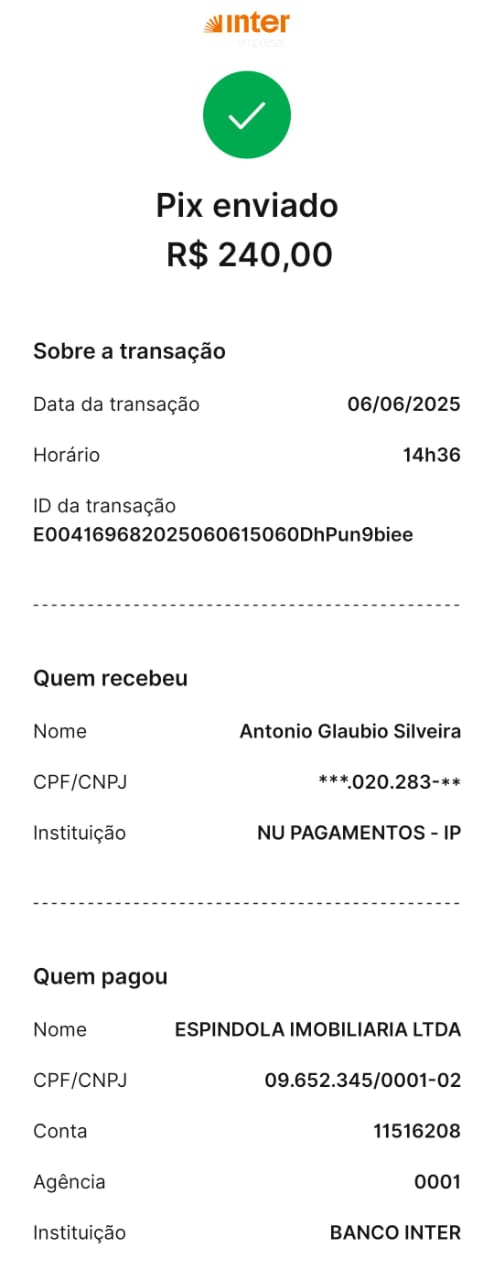 inter
empresas
Pix enviado
R$ 240,00
Sobre a transação
Data da transação 06/06/2025
Horário 14h36
ID da transação
E00416968202506061506ODhPun9biee
Quem recebeu
Nome Antonio Glaubio Silveira
CPF/CNPJ ***.020.283-**
Instituição NU PAGAMENTOS - IP
Quem pagou
Nome ESPINDOLA IMOBILIARIA LTDA
CPF/CNPJ 09.652.345/0001-02
Conta 11516208
Agência 0001
Instituição BANCO INTER